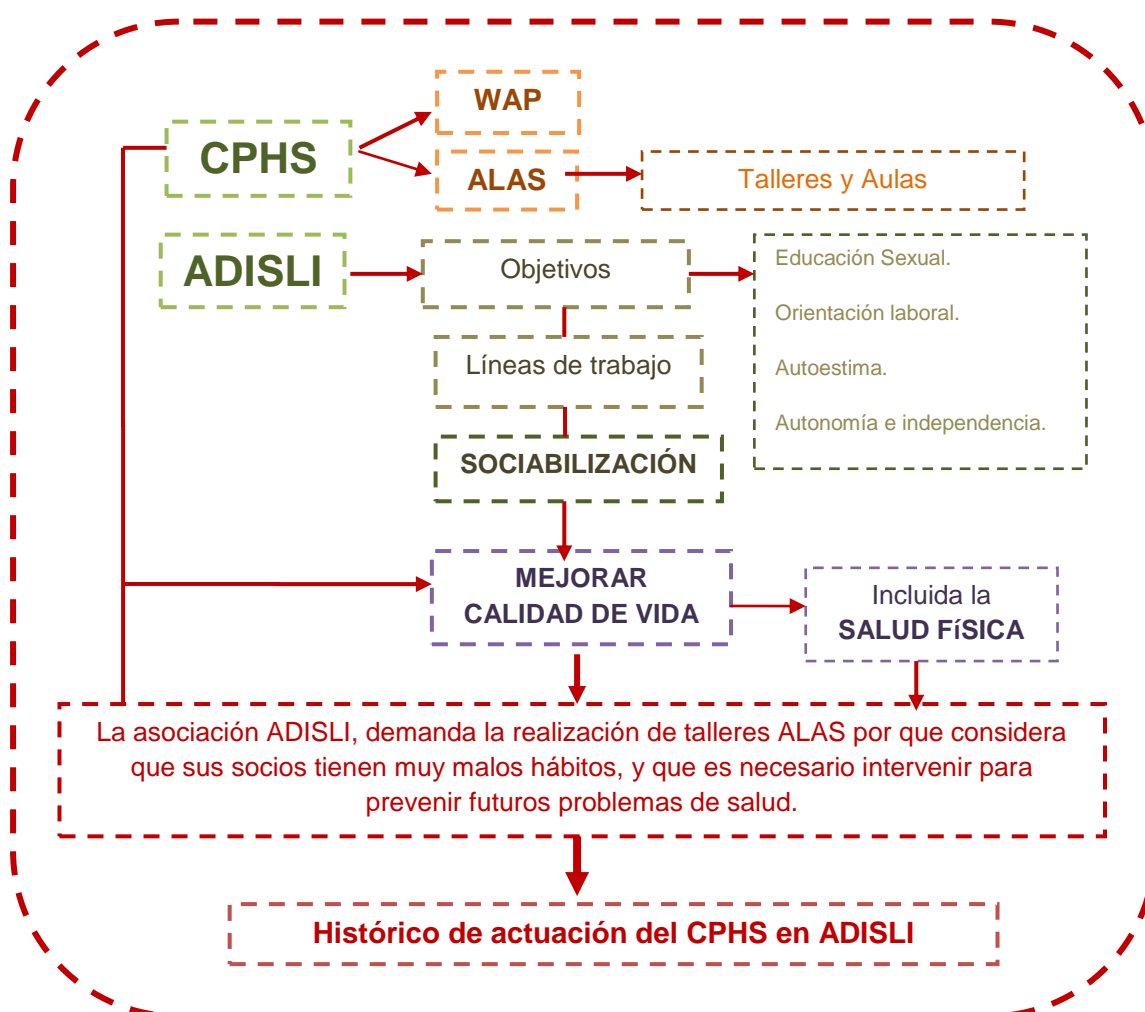 WAP
CPHS
ALAS
Talleres y Aulas
ADISLI
Objetivos
Educación Sexual.
Orientación laboral.
Autoestima.
Autonomía e independencia.
Líneas de trabajo
SOCIABILIZACIÓN
MEJORAR
CALIDAD DE VIDA
Incluida la
SALUD FíSICA
La asociación ADISLI, demanda la realización de talleres ALAS por que considera
que sus socios tienen muy malos hábitos, y que es necesario intervenir para
prevenir futuros problemas de salud.
Histórico de actuación del CPHS en ADISLI